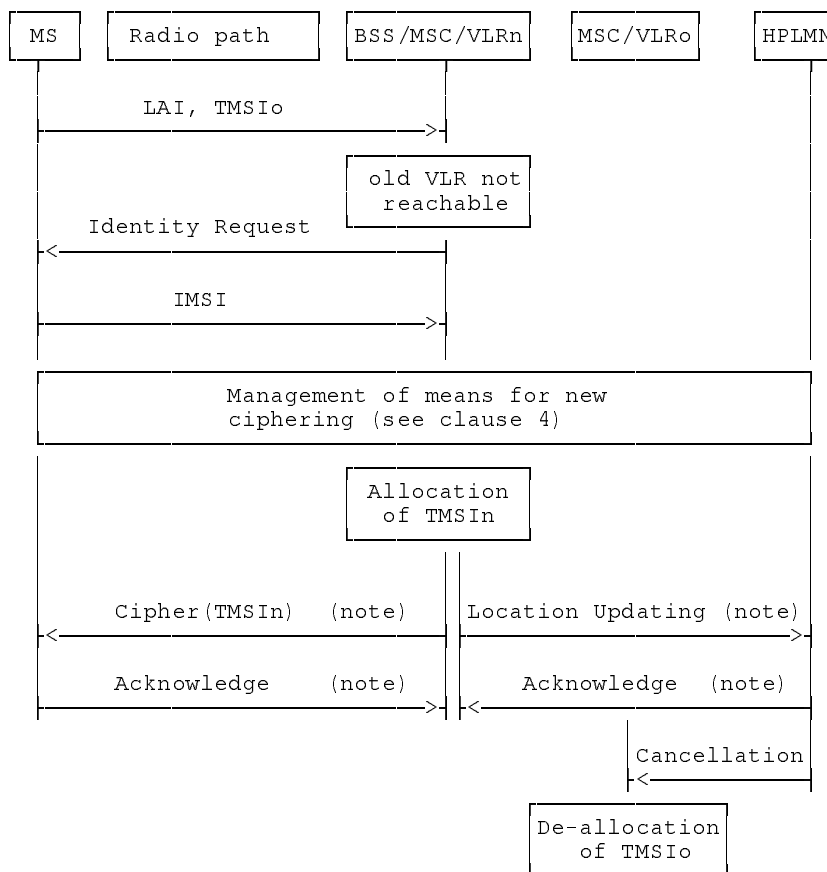 MS
Radio path
BSS/MSC/VLRn
MSC/VLRo
HPLMN
LAI, TMSIo
old VLR not
reachable
Identity Request
IMSI
Management of means for new
ciphering (see clause 4)
Allocation
of TMSIn
Cipher(TMSIn) (note)
Location Updating (note)
Acknowledge (note)
Acknowledge (note)
Cancellation
De-allocation
of TMSIo